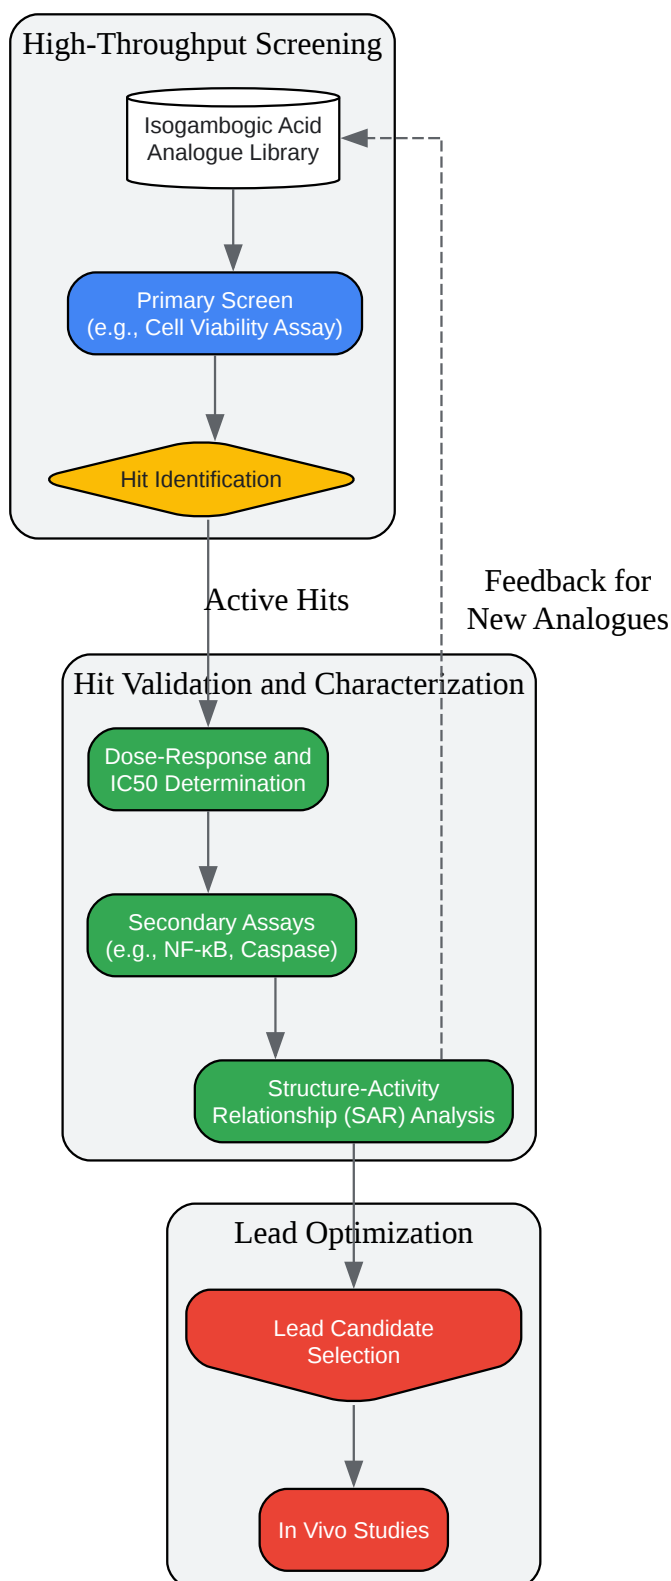 High-Throughput Screening
Isogambogic Acid
Analogue Library
Primary Screen
(e.g., Cell Viability Assay)
Hit Identification
Active Hits
Feedback for
New Analogues
Hit Validation and Characterization
Dose-Response and
IC50 Determination
Secondary Assays
(e.g., NF-κB, Caspase)
Structure-Activity
Relationship (SAR) Analysis
Lead Optimization
Lead Candidate
Selection
In Vivo Studies